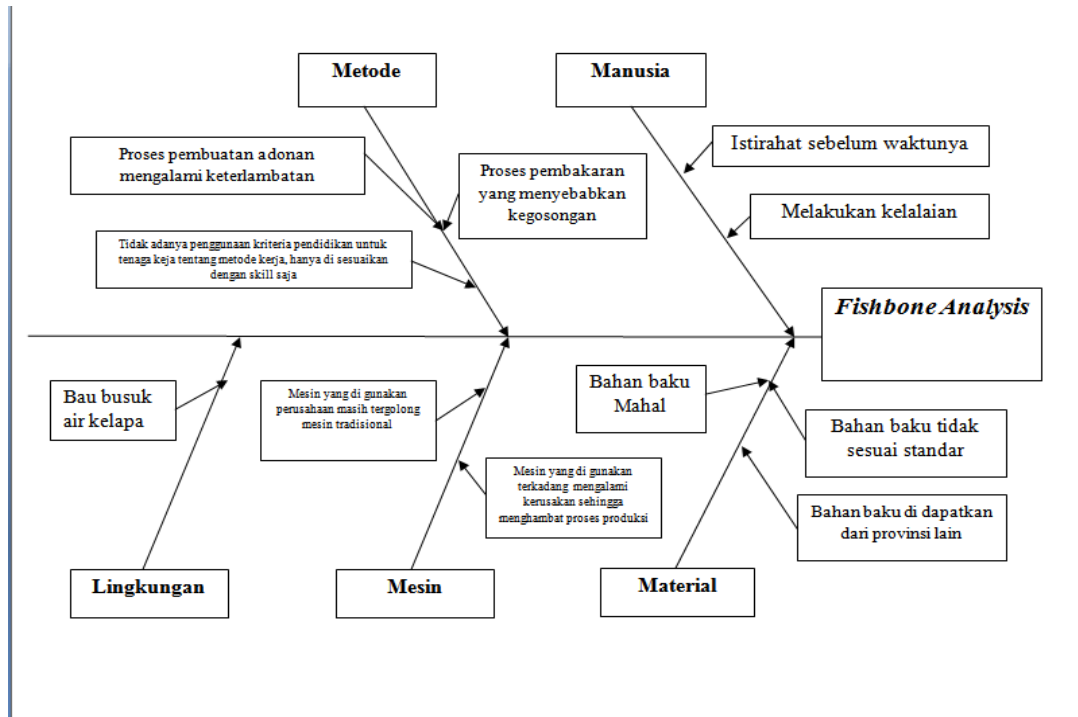 Metode
Manusia
Proses pembuatan adonan
mengalami keterlambatan
Proses pembakaran
yang menyebabkan
kegosongan
Istirahat sebelum waktunya
Melakukan kelalaian
Tidak adanya penggunaan kriteria pendidikan untuk
tenaga keja tentang metode kerja, hanya di sesuaikan
dengan skill saja
Fishbone Analysis
Bau busuk
air kelapa
Mesin yang di gunakan
perusahaan masih tergolong
mesin tradisional
Bahan baku
Mahal
Bahan baku tidak
sesuai standar
Mesin yang di gunakan
terkadang mengalami
kerusakan sehingga
menghambat proses produksi
Bahan baku di dapatkan
dari provinsi lain
Lingkungan
Mesin
Material